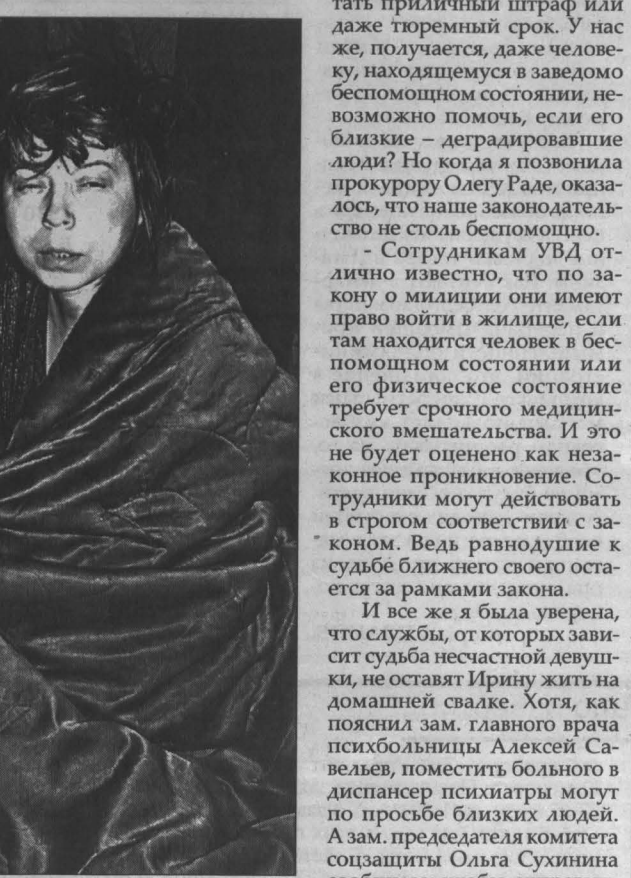 тать приличный штраф или
даже тюремный срок. У нас
же, получается, даже челове-
ку, находящемуся в заведомо
беспомощном состоянии, не-
возможно помочь, если его
близкие – деградировавшие
люди? Но когда я позвонила
прокурору Олегу Раде, оказа-
лось, что наше законодатель-
ство не столь беспомощно.
- Сотрудникам УВД от-
лично известно, что по за-
кону о милиции они имеют
право войти в жилище, если
там находится человек в бес-
помощном состоянии или
его физическое состояние
требует срочного медицин-
ского вмешательства. И это
не будет оценено как неза-
конное проникновение. Со-
трудники могут действовать
в строгом соответствии с за-
коном. Ведь равнодушие к
судьбе ближнего своего оста-
ется за рамками закона.
И все же я была уверена,
что службы, от которых зави-
сит судьба несчастной девуш-
ки, не оставят Ирину жить на
домашней свалке. Хотя, как
пояснил зам. главного врача
психбольницы Алексей Са-
вельев, поместить больного в
диспансер психиатры могут
по просьбе близких людей.
А зам. председателя комитета
соцзащиты Ольга Сухинина